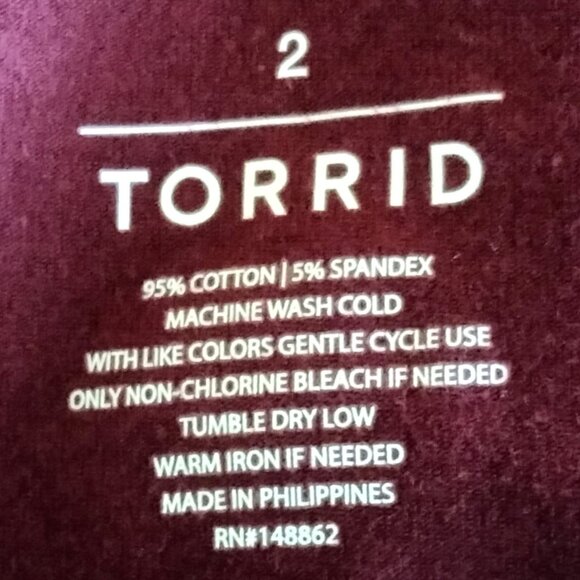 2
TORRID
95% COTTON | 5% SPANDEX
MACHINE WASH COLD
WITH LIKE COLORS GENTLE CYCLE USE
ONLY NON-CHLORINE BLEACH IF NEEDED
TUMBLE DRY LOW
WARM IRON IF NEEDED
MADE IN PHILIPPINES
RN#148862